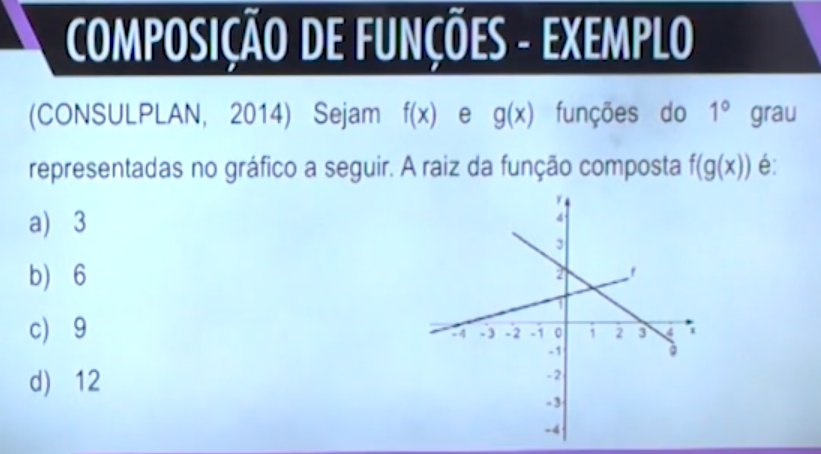 COMPOSIÇÃO DE FUNÇÕES - EXEMPLO
(CONSULPLAN, 2014) Sejam f(x) e g(x) funções do 1º grau
representadas no gráfico a seguir. A raiz da função composta f(g(x)) é:
a) 3
b) 6
c) 9
d) 12
y
4
3
2
f
1
-4 -3 -2 -1 0 1 2 3 4 x
g
-1
-2
-3
-4